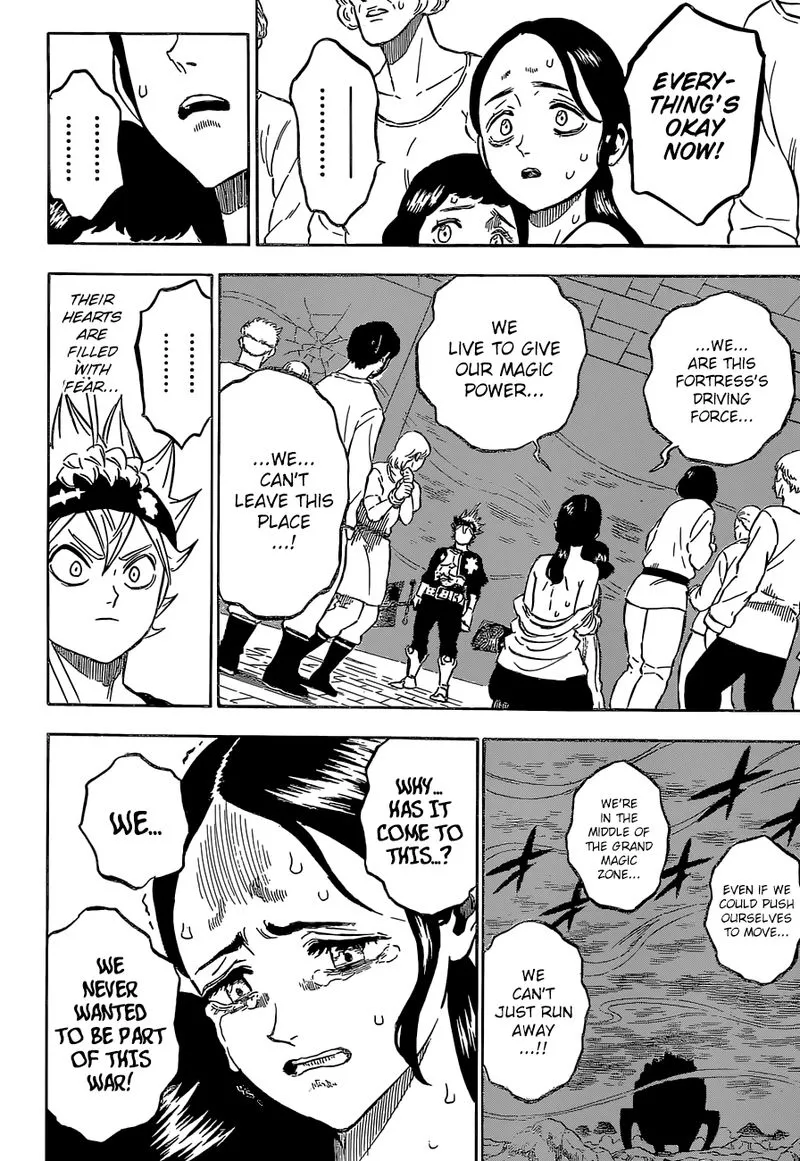 EVERY-
THING'S
OKAY
NOW!
...WE...
ARE THIS
FORTRESS'S
DRIVING
FORCE...
WE
LIVE TO GIVE
OUR MAGIC
POWER...
...WE...
CAN'T
LEAVE THIS
PLACE
...!
THEIR
HEARTS
ARE
FILLED
WITH
FEAR...
EVEN IF WE
COULD PUSH
OURSELVES
TO MOVE...
WE'RE
IN THE
MIDDLE OF
THE GRAND
MAGIC
ZONE...
WE
CAN'T
JUST RUN
AWAY
...!!
WHY...
HAS IT
COME TO
THIS...?
WE...
WE
NEVER
WANTED
TO BE PART
OF THIS
WAR!